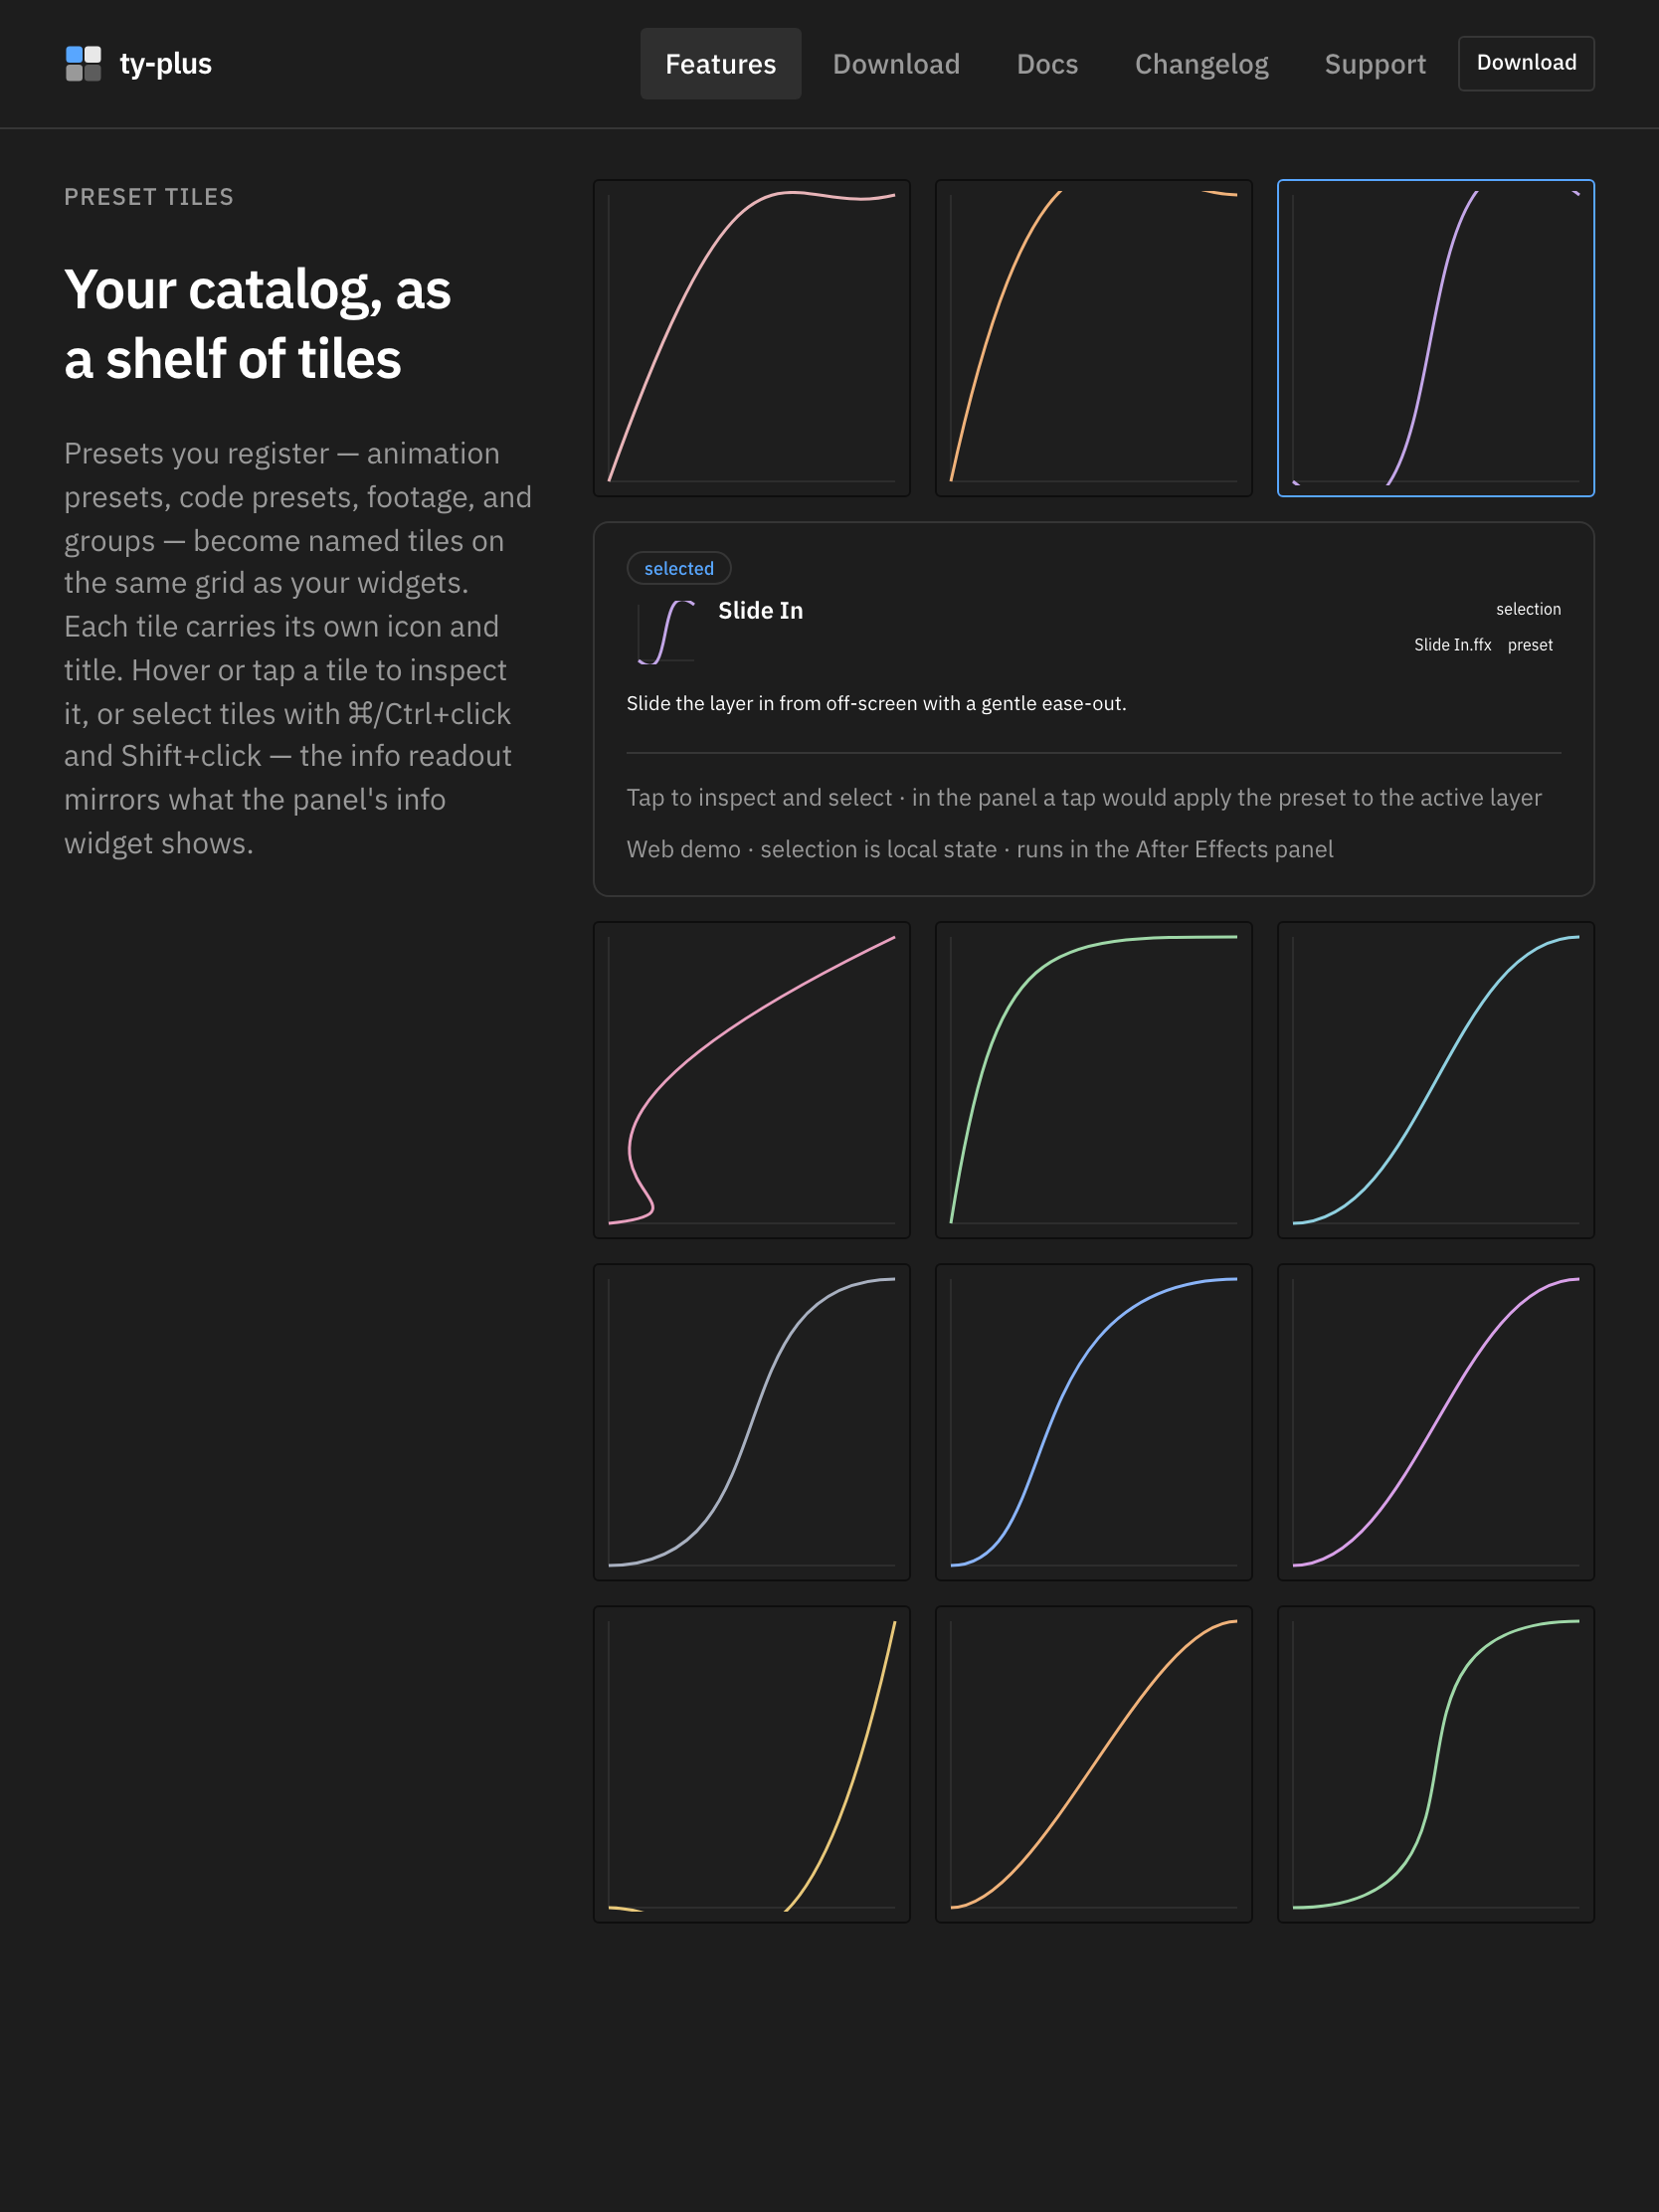 ty-plus
Features
Download
Docs
Changelog
Support
Download
PRESET TILES
Your catalog, as
a shelf of tiles
Presets you register — animation
presets, code presets, footage, and
groups — become named tiles on
the same grid as your widgets.
Each tile carries its own icon and
title. Hover or tap a tile to inspect
it, or select tiles with ⌘/Ctrl+click
and Shift+click — the info readout
mirrors what the panel's info
widget shows.
selected
Slide In
selection
Slide In.ffx preset
Slide the layer in from off-screen with a gentle ease-out.
Tap to inspect and select · in the panel a tap would apply the preset to the active layer
Web demo · selection is local state · runs in the After Effects panel